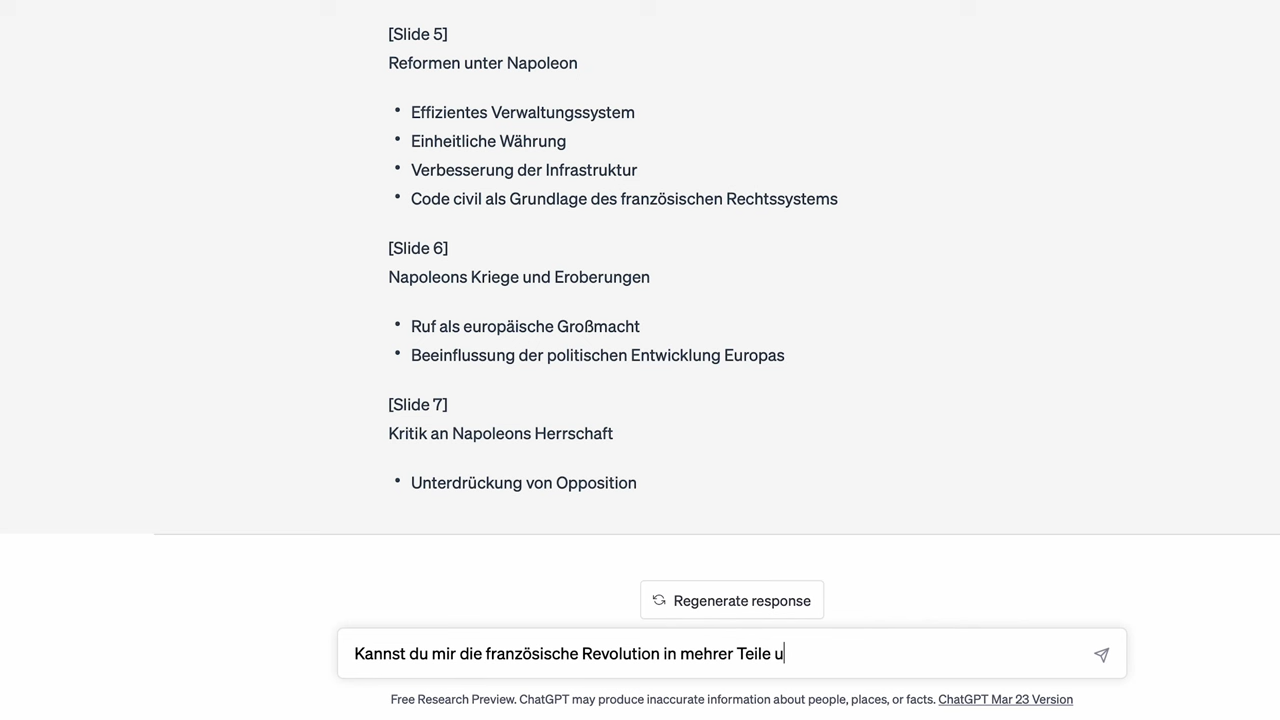 [Slide 5]
Reformen unter Napoleon
• Effizientes Verwaltungssystem
• Einheitliche Währung
• Verbesserung der Infrastruktur
• Code civil als Grundlage des französischen Rechtssystems
[Slide 6]
Napoleons Kriege und Eroberungen
• Ruf als europäische Großmacht
• Beeinflussung der politischen Entwicklung Europas
[Slide 7]
Kritik an Napoleons Herrschaft
• Unterdrückung von Opposition
Regenerate response
Kannst du mir die französische Revolution in mehrer Teile u
Free Research Preview. ChatGPT may produce inaccurate information about people, places, or facts. ChatGPT Mar 23 Version